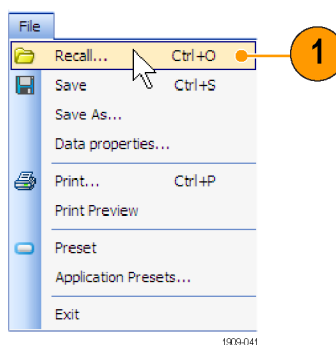 File
Recall... Ctrl+O 1
Save Ctrl+S
Save As...
Data properties...
Print... Ctrl+P
Print Preview
Preset
Application Presets...
Exit
1909-041